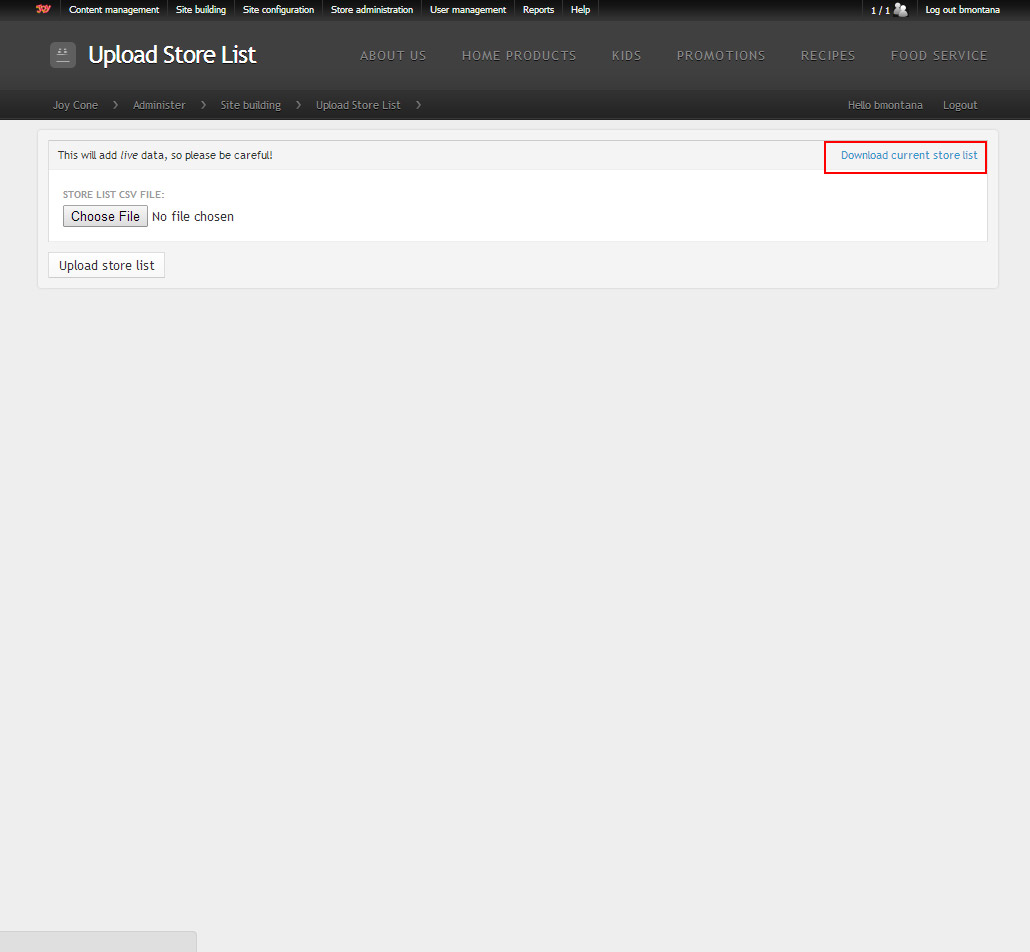 JOY Content management Site building Site configuration Store administration User management Reports Help 1 / 1 Log out bmontana
Upload Store List ABOUT US HOME PRODUCTS KIDS PROMOTIONS RECIPES FOOD SERVICE
Joy Cone › Administer › Site building › Upload Store List › Hello bmontana Logout
This will add live data, so please be careful! Download current store list
STORE LIST CSV FILE:
Choose File No file chosen
Upload store list